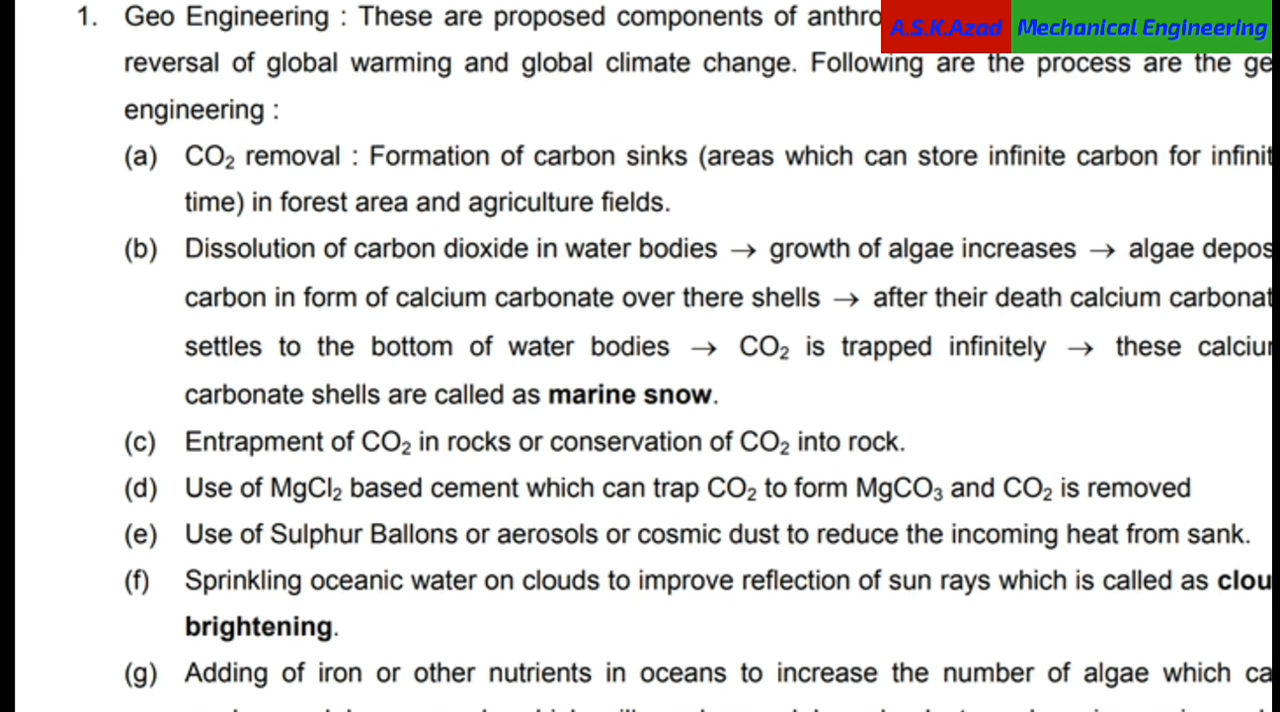 1. Geo Engineering : These are proposed components of anthro
A.S.K.Azad Mechanical Engineering
reversal of global warming and global climate change. Following are the process are the ge
engineering :
(a) CO₂ removal : Formation of carbon sinks (areas which can store infinite carbon for infinit
time) in forest area and agriculture fields.
(b) Dissolution of carbon dioxide in water bodies → growth of algae increases → algae depos
carbon in form of calcium carbonate over there shells → after their death calcium carbonat
settles to the bottom of water bodies → CO₂ is trapped infinitely → these calciu
carbonate shells are called as marine snow.
(c) Entrapment of CO₂ in rocks or conservation of CO₂ into rock.
(d) Use of MgCl₂ based cement which can trap CO₂ to form MgCO₃ and CO₂ is removed
(e) Use of Sulphur Ballons or aerosols or cosmic dust to reduce the incoming heat from sank.
(f) Sprinkling oceanic water on clouds to improve reflection of sun rays which is called as clou
brightening.
(g) Adding of iron or other nutrients in oceans to increase the number of algae which ca